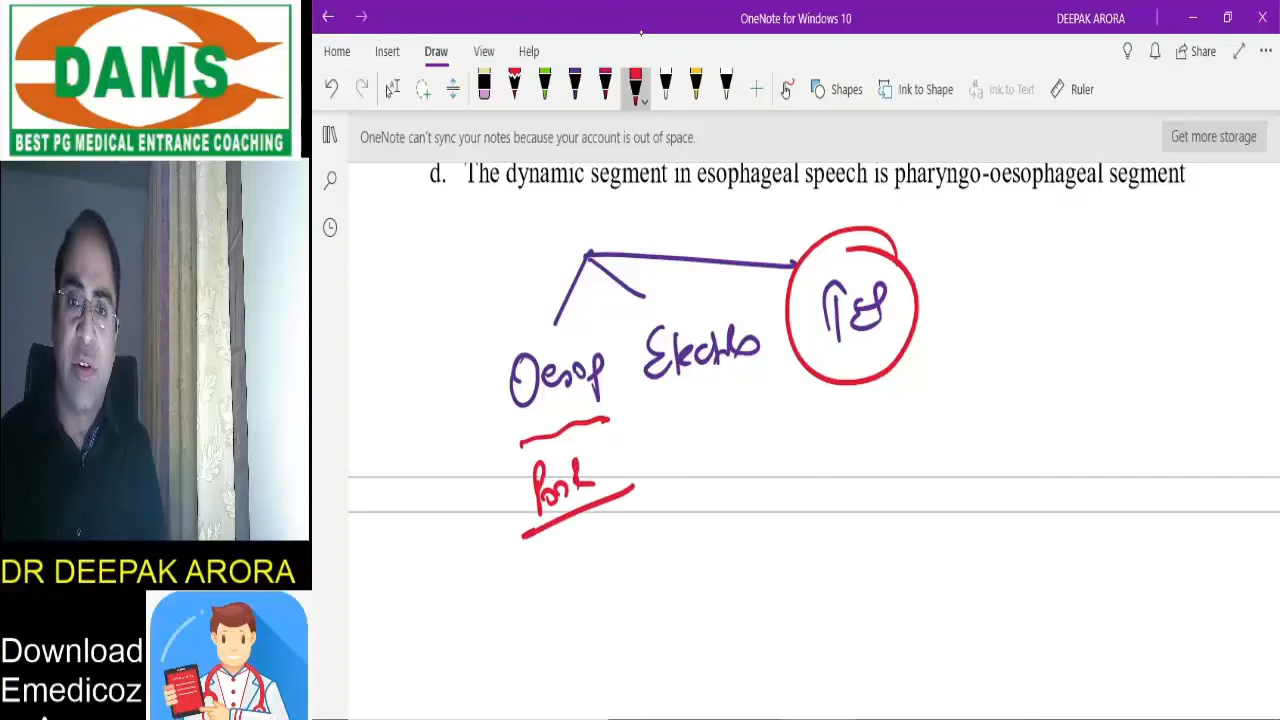 DAMS
BEST PG MEDICAL ENTRANCE COACHING
DR DEEPAK ARORA
Download
Emedicoz
OneNote for Windows 10
DEEPAK ARORA
Home Insert Draw View Help
Share
Shapes
Ink to Shape
Ink to Text
Ruler
OneNote can't sync your notes because your account is out of space.
Get more storage
d. The dynamic segment in esophageal speech is pharyngo-oesophageal segment
Oesop Electro